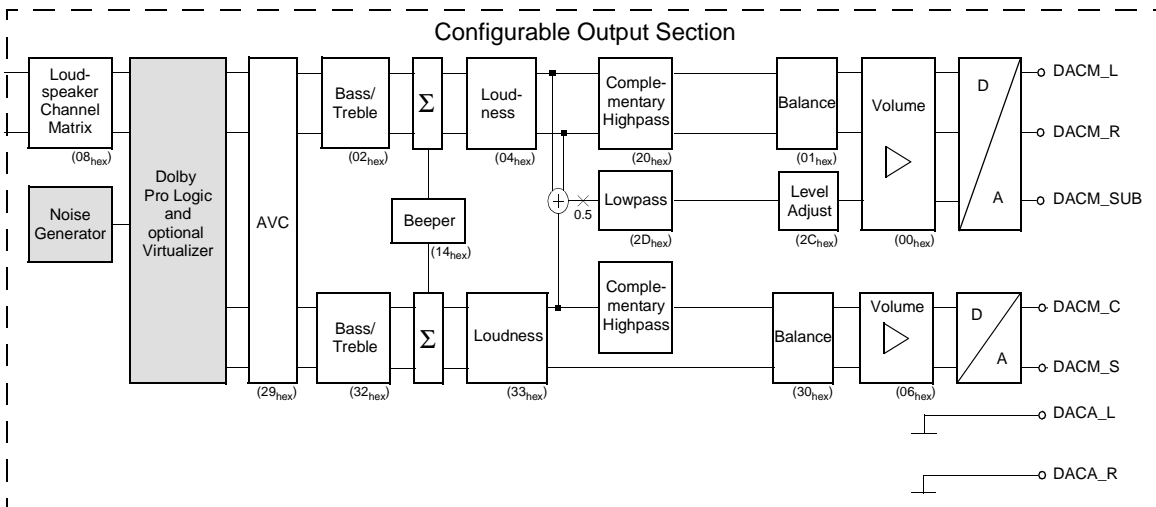 Configurable Output Section
Loud-
speaker
Channel
Matrix
(08hex)
Noise
Generator
Dolby
Pro Logic
and
optional
Virtualizer
AVC
(29hex)
Bass/
Treble
(02hex)
Σ
Loud-
ness
(04hex)
Beeper
(14hex)
Bass/
Treble
(32hex)
Σ
Loudness
(33hex)
+
0.5
Comple-
mentary
Highpass
(20hex)
Lowpass
(2Dhex)
Comple-
mentary
Highpass
Balance
(01hex)
Level
Adjust
(2Chex)
Balance
(30hex)
Volume
(00hex)
Volume
(06hex)
D
A
D
A
DACM_L
DACM_R
DACM_SUB
DACM_C
DACM_S
DACA_L
DACA_R